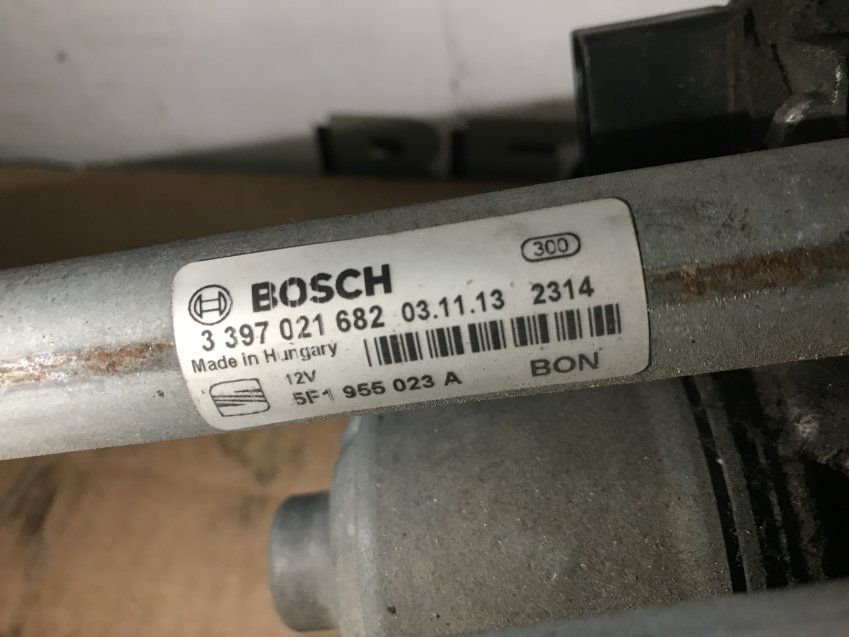 300
BOSCH
3 397 021 682 03.11.13 2314
Made in Hungary
12V
5F1 955 023 A BON